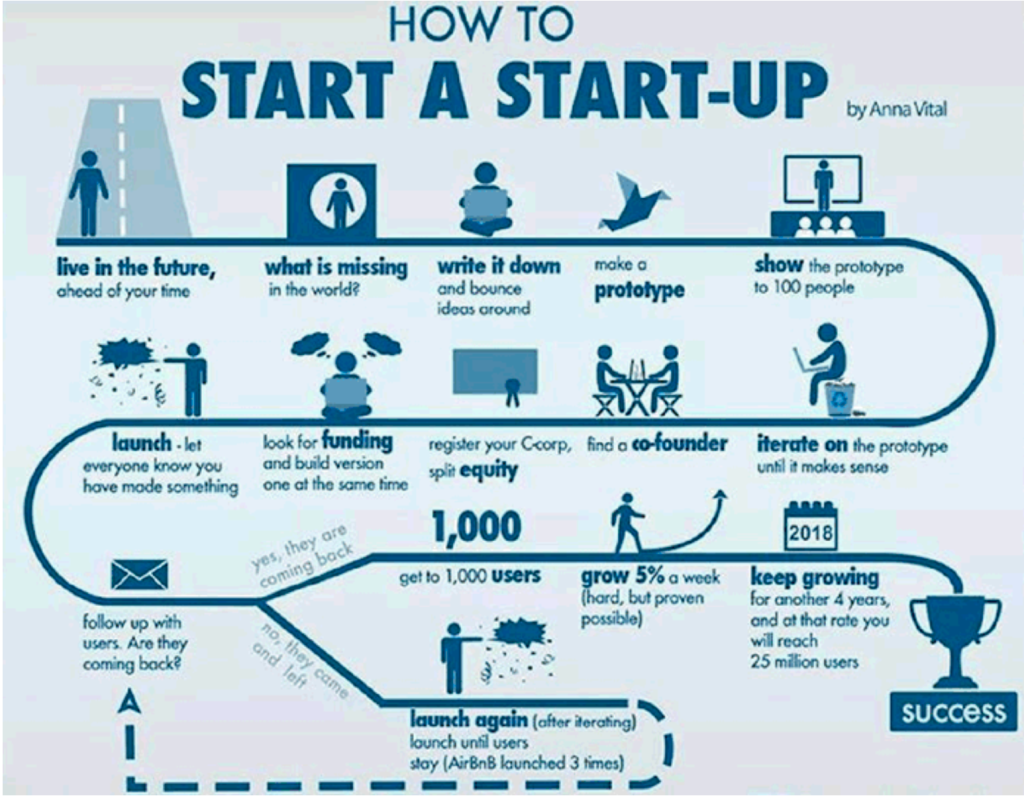 HOW TO
START A START-UP
by Anna Vital
live in the future,
ahead of your time
what is missing
in the world?
write it down
and bounce
ideas around
make a
prototype
show the prototype
to 100 people
launch - let
everyone know you
have made something
look for funding
and build version
one at the same time
register your C-corp,
split equity
find a co-founder
iterate on the prototype
until it makes sense
follow up with
users. Are they
coming back?
yes, they are
coming back
no, they came
and left
1,000
get to 1,000 users
grow 5% a week
(hard, but proven
possible)
2018
keep growing
for another 4 years,
and at that rate you
will reach
25 million users
success
launch again (after iterating)
launch until users
stay (AirBnB launched 3 times)